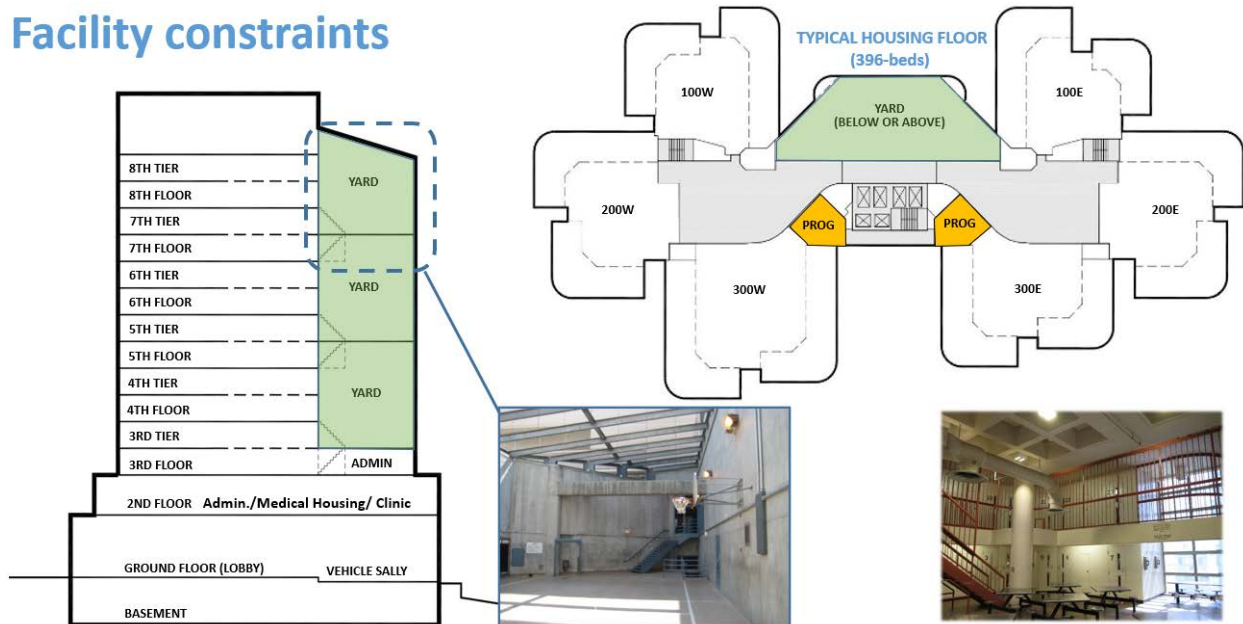 Facility constraints
8TH TIER
8TH FLOOR
7TH TIER
7TH FLOOR
6TH TIER
6TH FLOOR
5TH TIER
5TH FLOOR
4TH TIER
4TH FLOOR
3RD TIER
3RD FLOOR
YARD
YARD
YARD
ADMIN
2ND FLOOR Admin./Medical Housing/ Clinic
GROUND FLOOR (LOBBY)
VEHICLE SALLY
BASEMENT
TYPICAL HOUSING FLOOR
(396-beds)
100W
YARD
(BELOW OR ABOVE)
100E
200W
PROG
PROG
200E
300W
300E